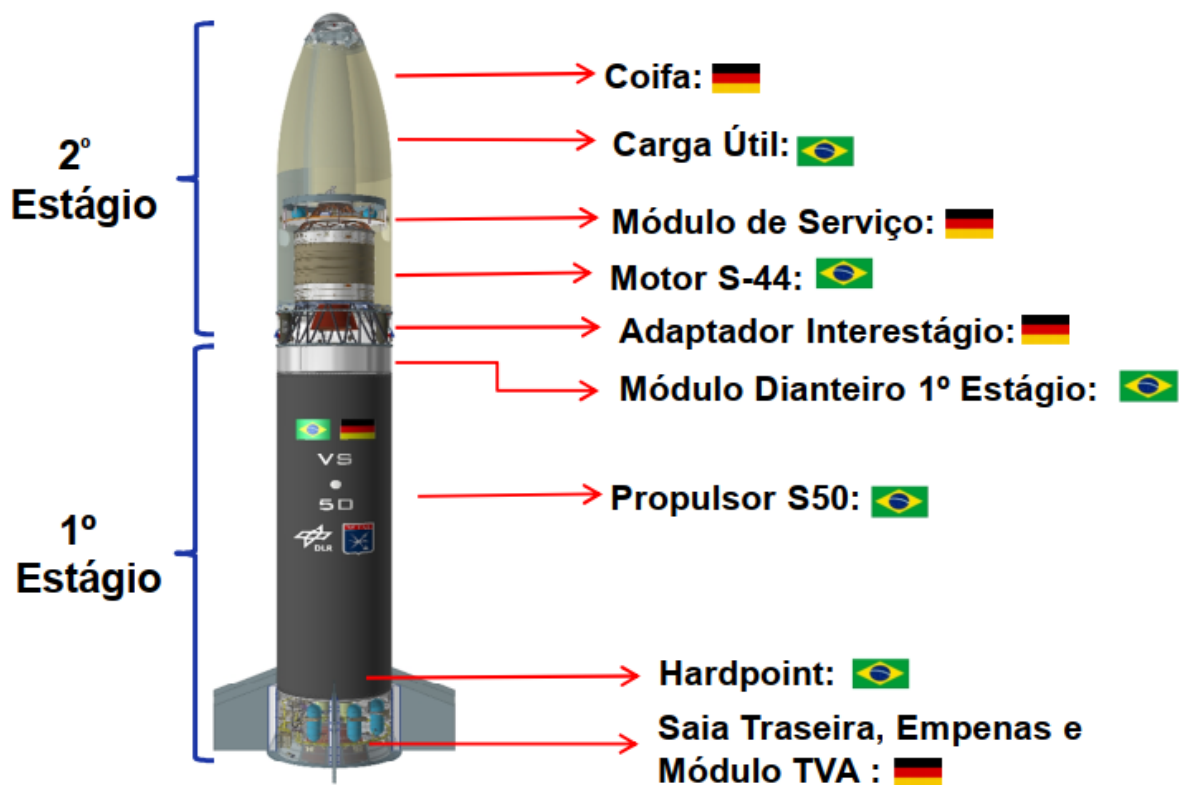 Coifa:
Carga Útil:
2º
Estágio
Módulo de Serviço:
Motor S-44:
Adaptador Interestágio:
Módulo Dianteiro 1º Estágio:
VS
50
DLR
Propulsor S50:
1º
Estágio
Hardpoint:
Saia Traseira, Empenas e
Módulo TVA :